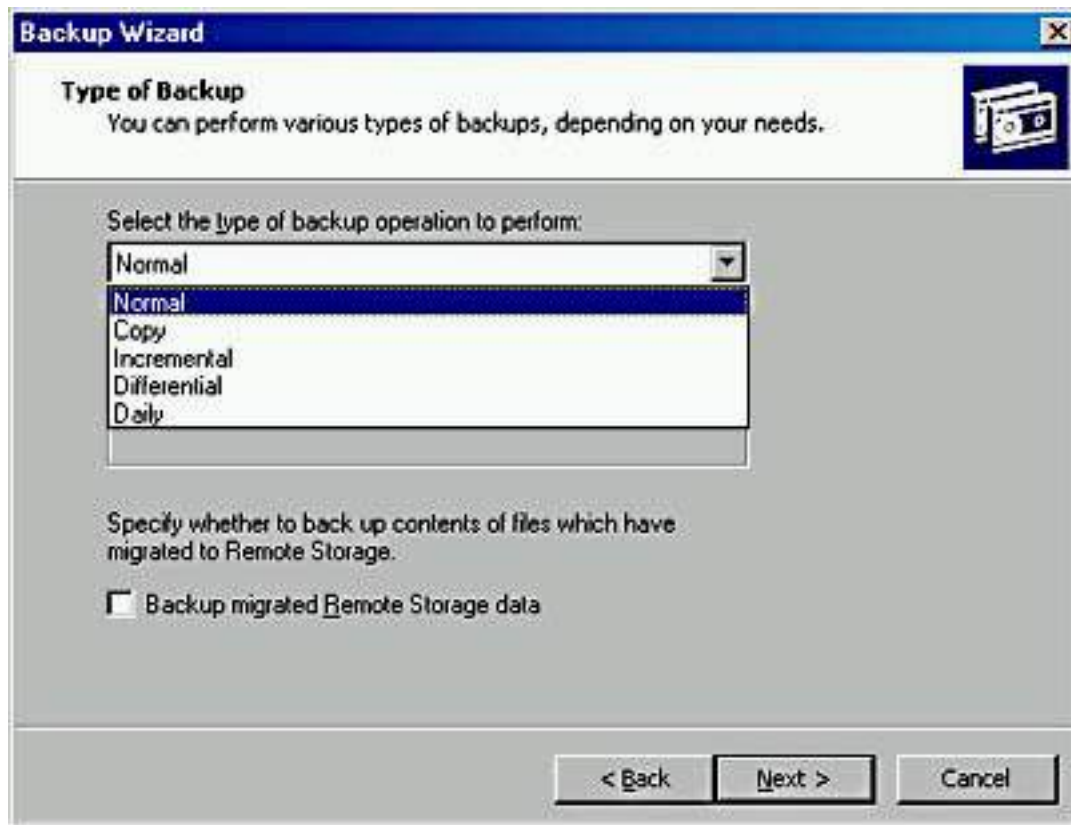 Backup Wizard
Type of Backup
You can perform various types of backups, depending on your needs.
Select the type of backup operation to perform:
Normal
Normal
Copy
Incremental
Differential
Daily
Specify whether to back up contents of files which have
migrated to Remote Storage.
Backup migrated Remote Storage data
< Back Next > Cancel